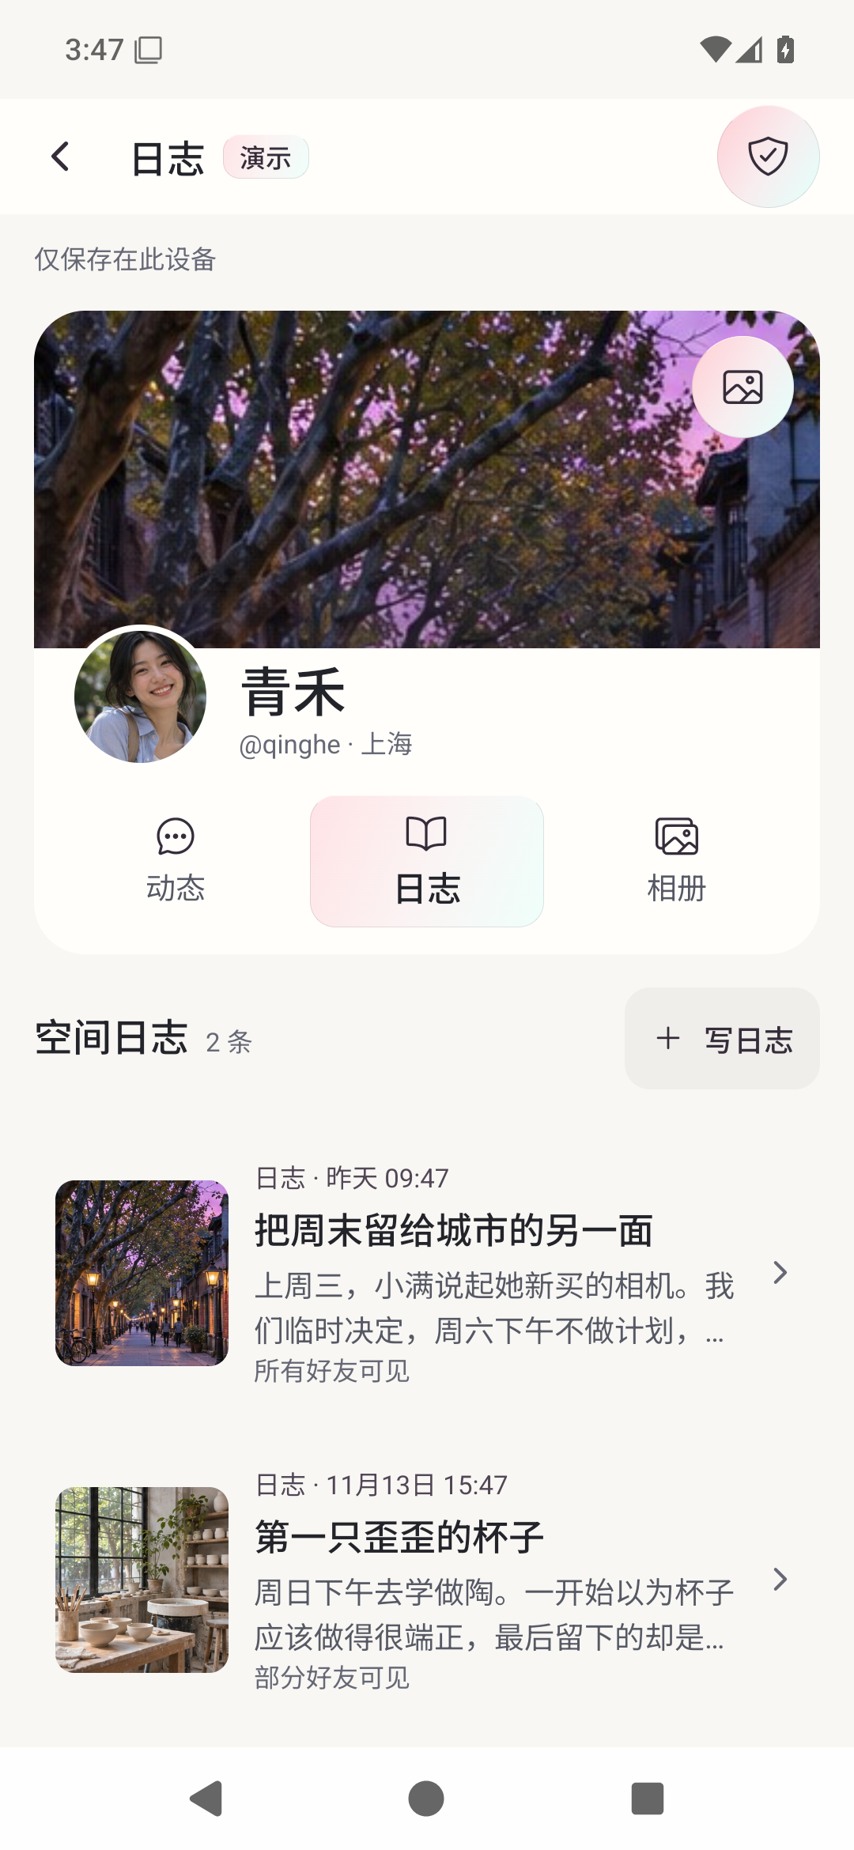 3:47
日志 演示
仅保存在此设备
青禾
@qinghe · 上海
动态
日志
相册
空间日志 2 条
写日志
日志 · 昨天 09:47
把周末留给城市的另一面
上周三，小满说起她新买的相机。我
们临时决定，周六下午不做计划，...
所有好友可见
日志 · 11月13日 15:47
第一只歪歪的杯子
周日下午去学做陶。一开始以为杯子
应该做得很端正，最后留下的却是...
部分好友可见